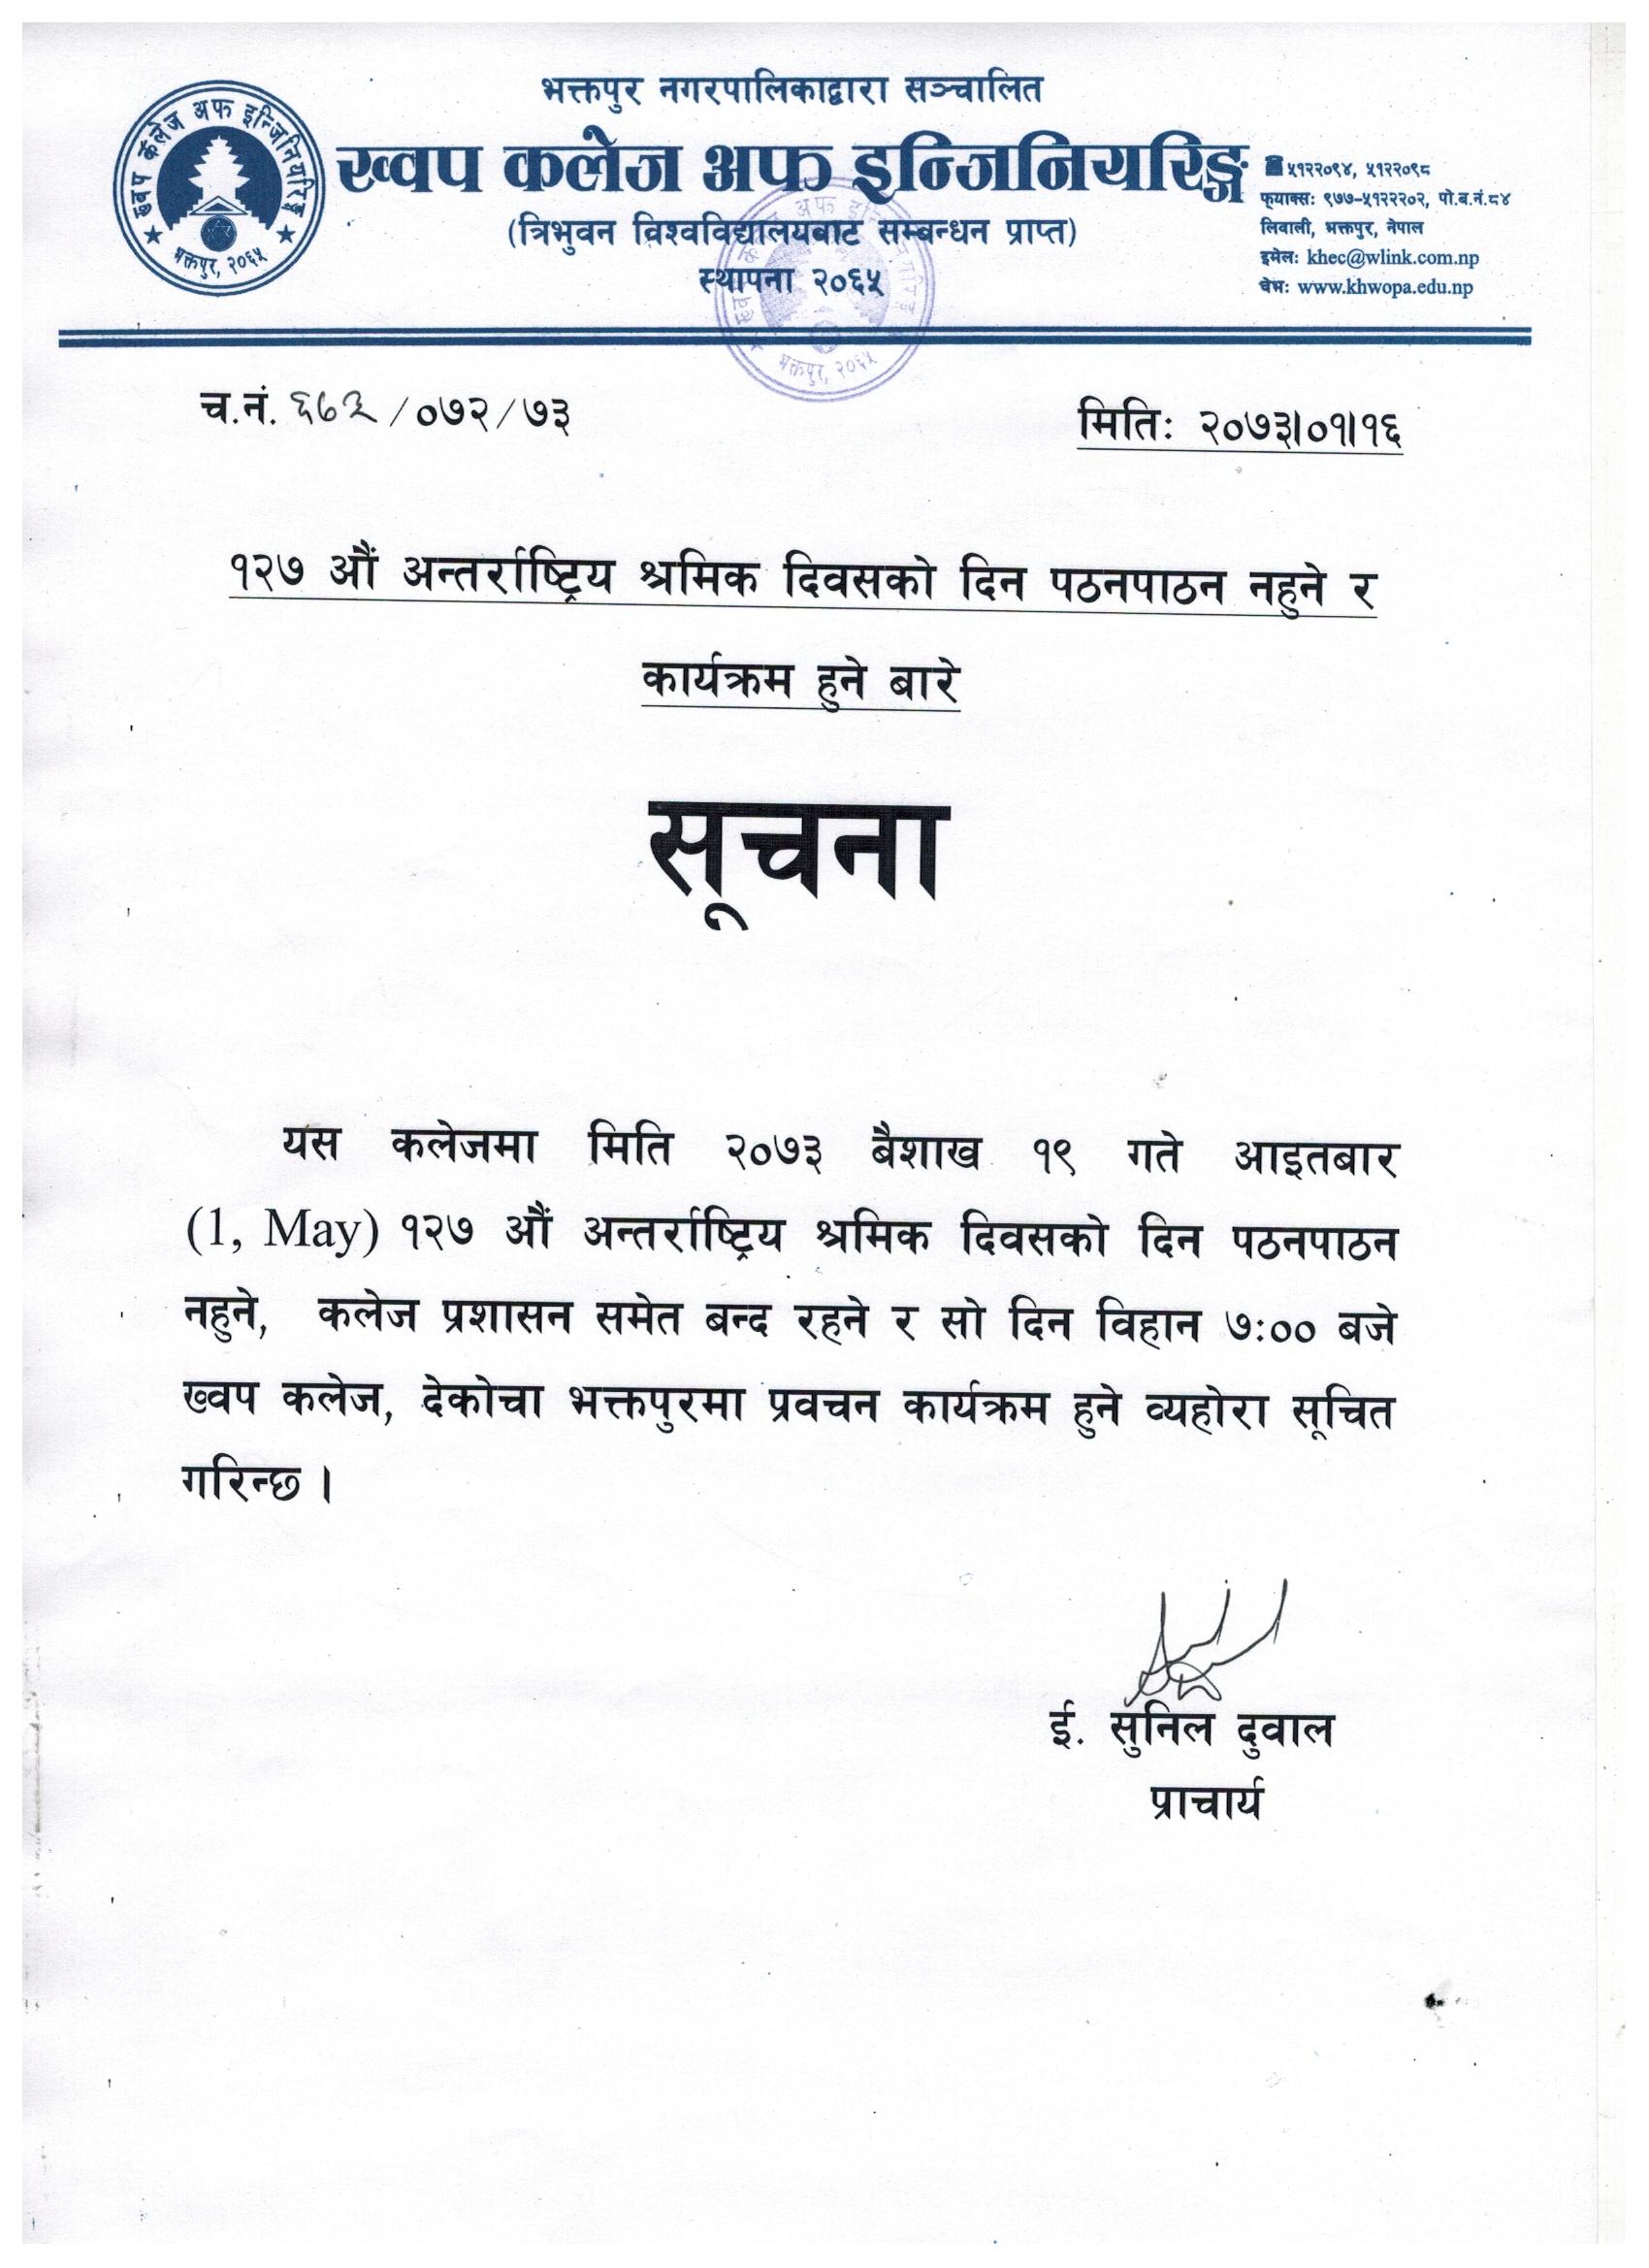 भक्तपुर नगरपालिकाद्वारा सञ्चालित
ख्वप कलेज अफ इन्जिनियरिङ्ग
(त्रिभुवन विश्वविद्यालयबाट सम्बन्धन प्राप्त)
स्थापना २०६५
ख्वप कलेज अफ इन्जिनियरिङ्ग
भक्तपुर, २०६५
५१२२०९४, ५१२२०९८
फ्याक्सः ९७७-५१२२२०२, पो.ब.नं.८४
लिवाली, भक्तपुर, नेपाल
इमेलः khec@wlink.com.np
वेभः www.khwopa.edu.np
भक्तपुर, २०६५
च.नं. ६७३/०७२/७३
मितिः २०७३।०१।१६
१२७ औं अन्तर्राष्ट्रिय श्रमिक दिवसको दिन पठनपाठन नहुने र
कार्यक्रम हुने बारे
सूचना
यस कलेजमा मिति २०७३ बैशाख १९ गते आइतबार
(1, May) १२७ औं अन्तर्राष्ट्रिय श्रमिक दिवसको दिन पठनपाठन
नहुने, कलेज प्रशासन समेत बन्द रहने र सो दिन विहान ७:०० बजे
ख्वप कलेज, देकोचा भक्तपुरमा प्रवचन कार्यक्रम हुने व्यहोरा सूचित
गरिन्छ ।
ई. सुनिल दुवाल
प्राचार्य